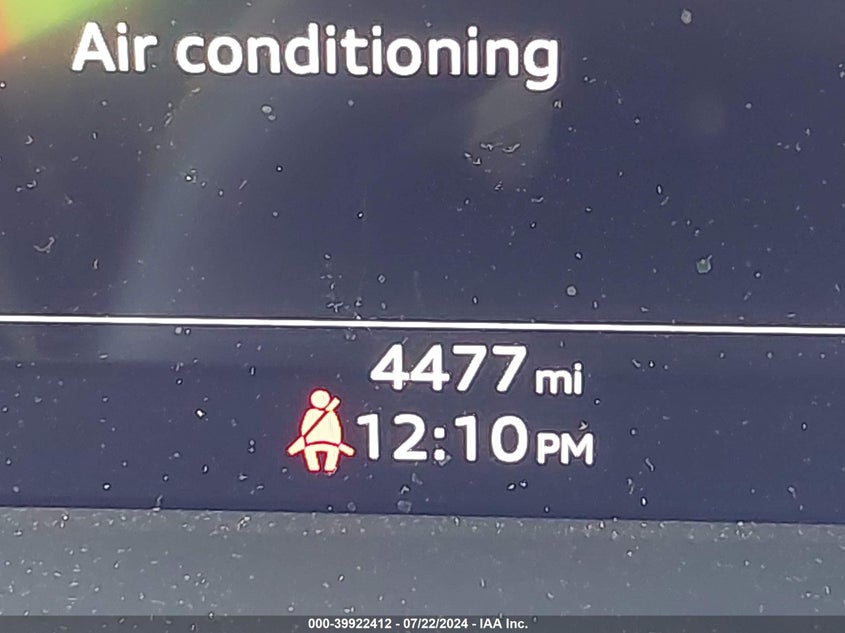 Air conditioning
4477 mi
12:10 PM
000-39922412 - 07/22/2024 - IAA Inc.